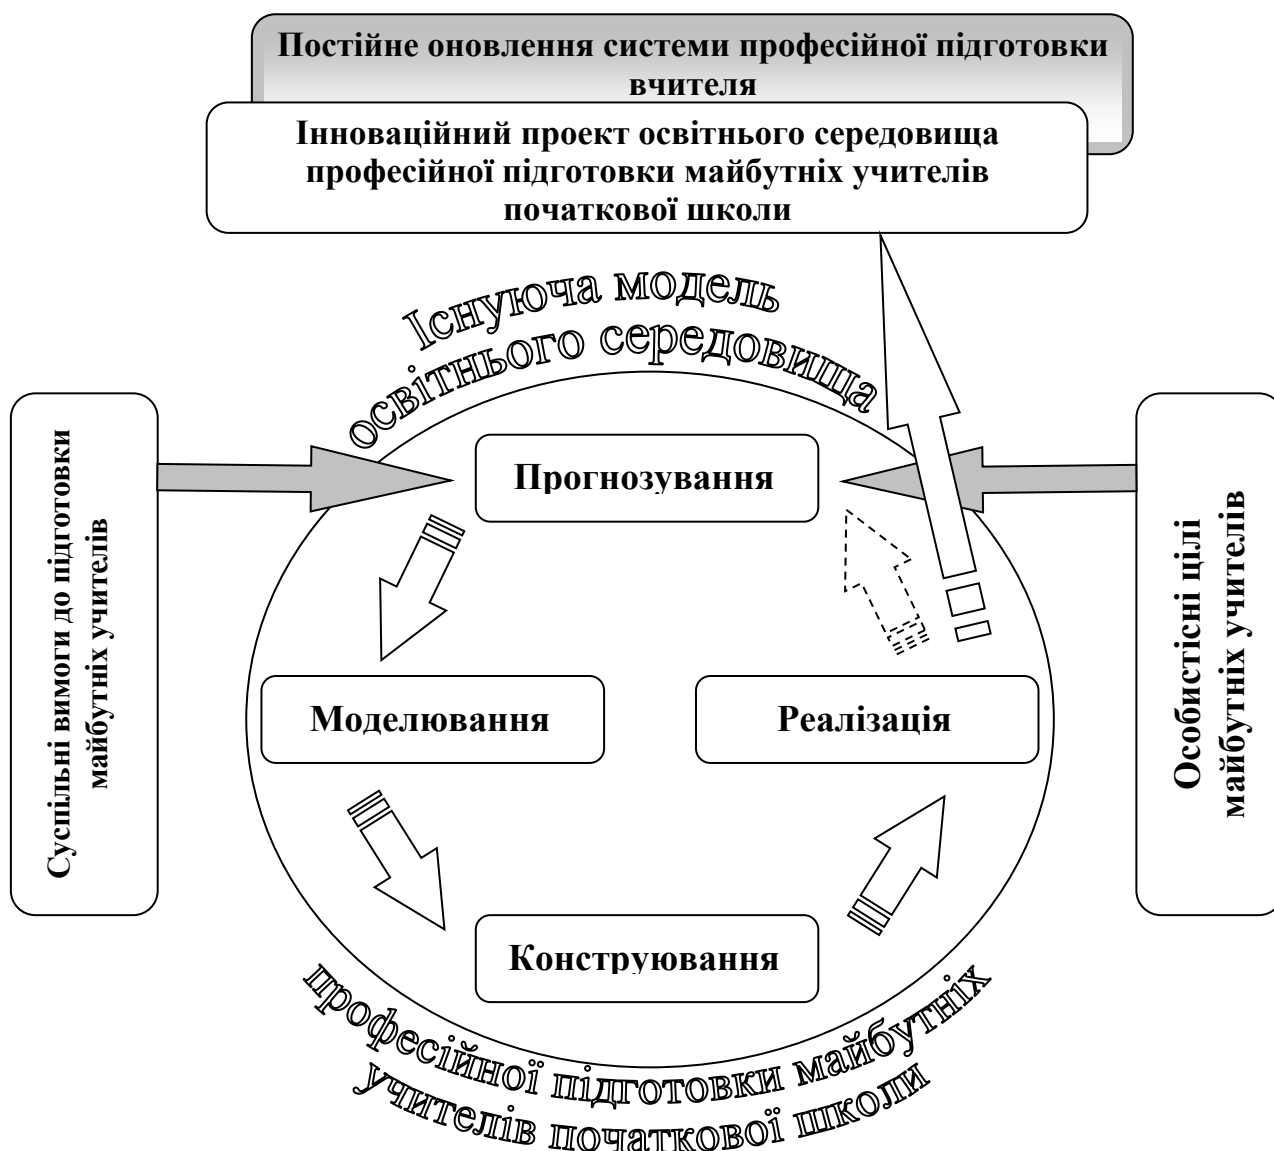 Постійне оновлення системи професійної підготовки
вчителя
Інноваційний проект освітнього середовища
професійної підготовки майбутніх учителів
початкової школи
Існуюча модель
освітнього середовища
Суспільні вимоги до підготовки
майбутніх учителів
Прогнозування
Особистісні цілі
майбутніх учителів
Моделювання
Реалізація
Конструювання
професійної підготовки майбутніх
учителів початкової школи